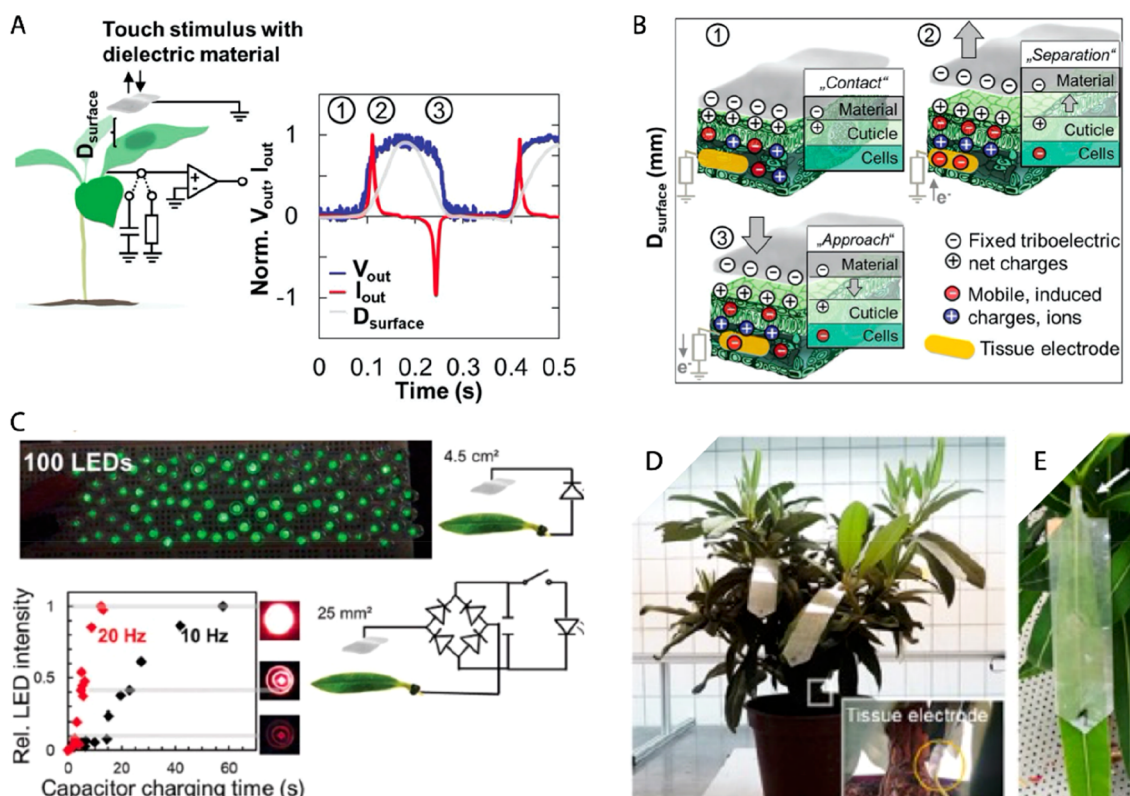 A
Touch stimulus with
dielectric material
D surface
Norm. Vout, Iout
1
0
-1
① ② ③
Vout
Iout
Dsurface
0 0.1 0.2 0.3 0.4 0.5
Time (s)
Dsurface (mm)
B
①
„Contact“
Material
Cuticle
Cells
②
„Separation“
Material
Cuticle
Cells
e-
③
„Approach“
Material
Cuticle
Cells
e-
Fixed triboelectric
net charges
Mobile, induced
charges, ions
Tissue electrode
C
100 LEDs
4.5 cm²
Rel. LED intensity
1
0.5
0
20 Hz
10 Hz
0 20 40 60
Capacitor charging time (s)
25 mm²
D
Tissue electrode
E